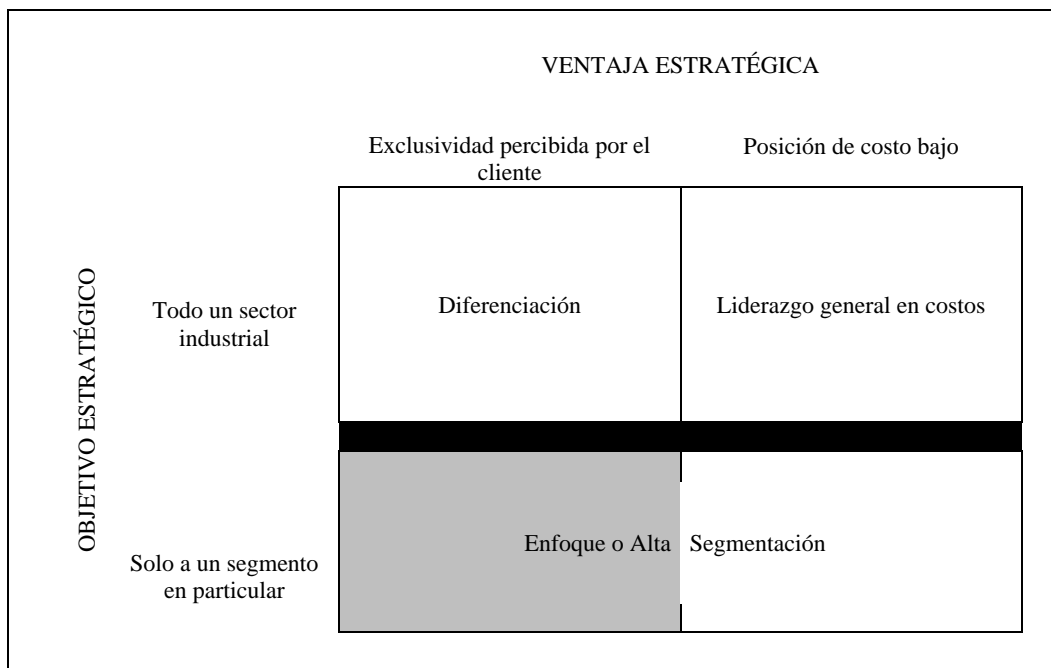 VENTAJA ESTRATÉGICA
Exclusividad percibida por el
cliente
Posición de costo bajo
OBJETIVO ESTRATÉGICO
Todo un sector
industrial
Diferenciación
Liderazgo general en costos
Solo a un segmento
en particular
Enfoque o Alta Segmentación